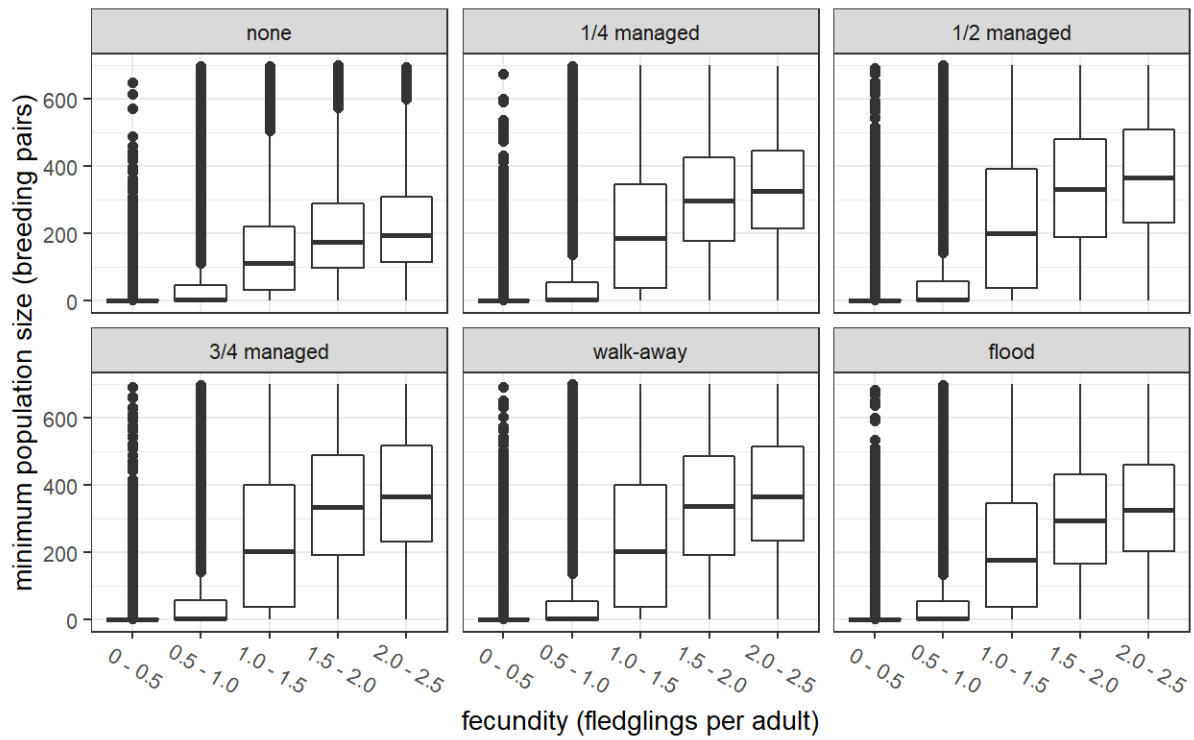 none
1/4 managed
1/2 managed
600
400
200
0
3/4 managed
walk-away
flood
600
400
200
0
0 - 0.5
0.5 - 1.0
1.0 - 1.5
1.5 - 2.0
2.0 - 2.5
0 - 0.5
0.5 - 1.0
1.0 - 1.5
1.5 - 2.0
2.0 - 2.5
0 - 0.5
0.5 - 1.0
1.0 - 1.5
1.5 - 2.0
2.0 - 2.5
minimum population size (breeding pairs)
fecundity (fledglings per adult)